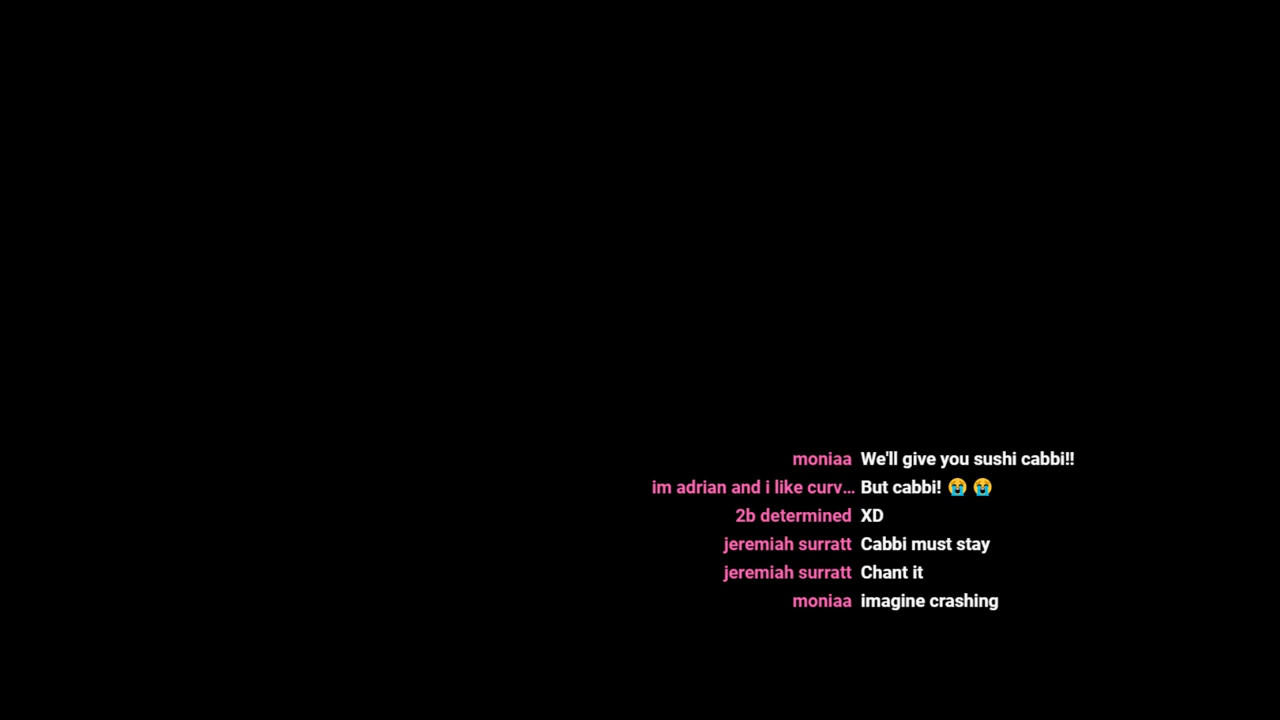 moniaa We'll give you sushi cabbi!!
im adrian and i like curv... But cabbi! 😭 😭
2b determined XD
jeremiah surratt Cabbi must stay
jeremiah surratt Chant it
moniaa imagine crashing